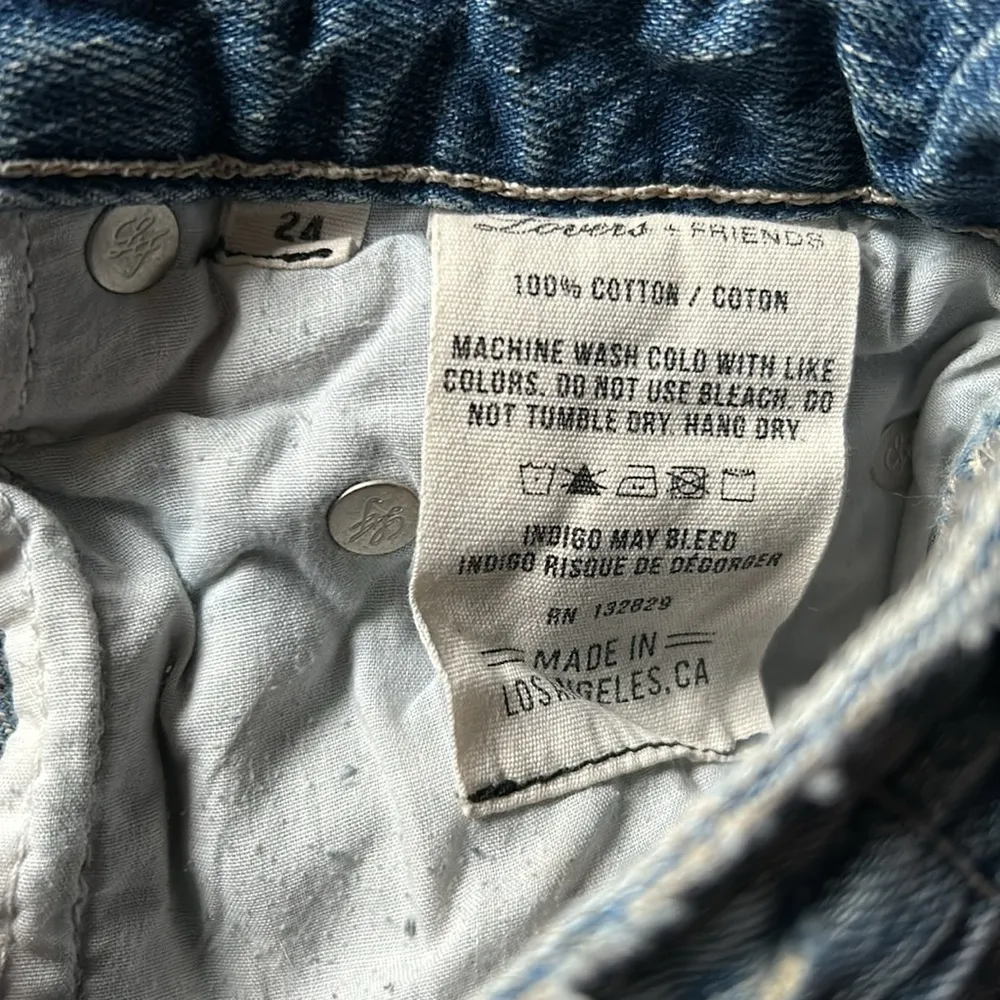 24
Lovers + FRIENDS
100% COTTON / COTON
MACHINE WASH COLD WITH LIKE
COLORS. DO NOT USE BLEACH. DO
NOT TUMBLE DRY. HANG DRY
INDIGO MAY BLEED
INDIGO RISQUE DE DÉGORGER
RN 132829
MADE IN
LOS ANGELES, CA